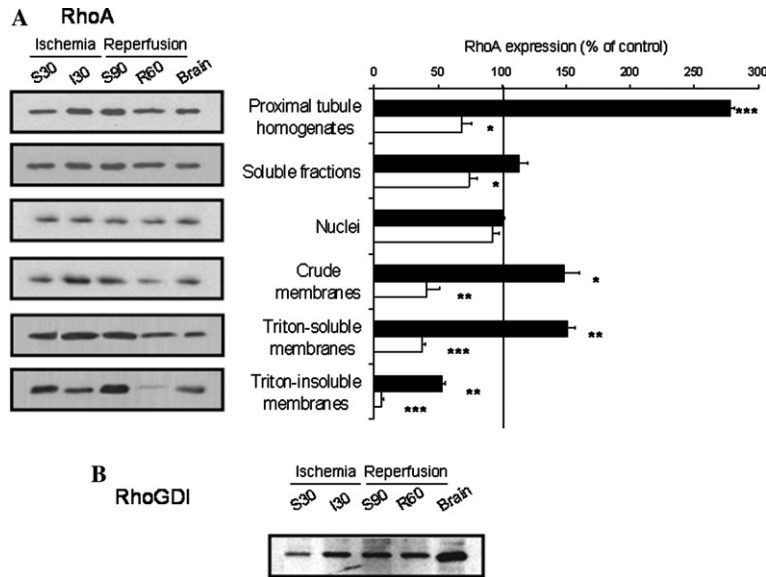 A RhoA
Ischemia Reperfusion
S30 I30 S90 R60 Brain
RhoA expression (% of control)
0 50 100 150 200 250 300
Proximal tubule
homogenates
***
*
Soluble fractions
*
Nuclei
Crude
membranes
*
**
Triton-soluble
membranes
**
***
Triton-insoluble
membranes
**
***
B
RhoGDI
Ischemia Reperfusion
S30 I30 S90 R60 Brain